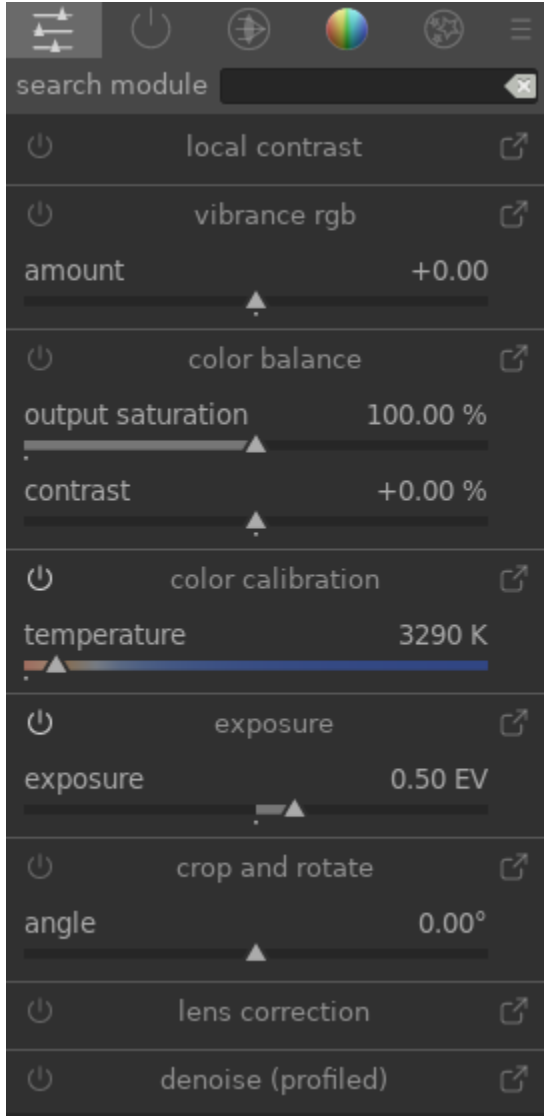 search module
local contrast
vibrance rgb
amount +0.00
color balance
output saturation 100.00 %
contrast +0.00 %
color calibration
temperature 3290 K
exposure
exposure 0.50 EV
crop and rotate
angle 0.00°
lens correction
denoise (profiled)